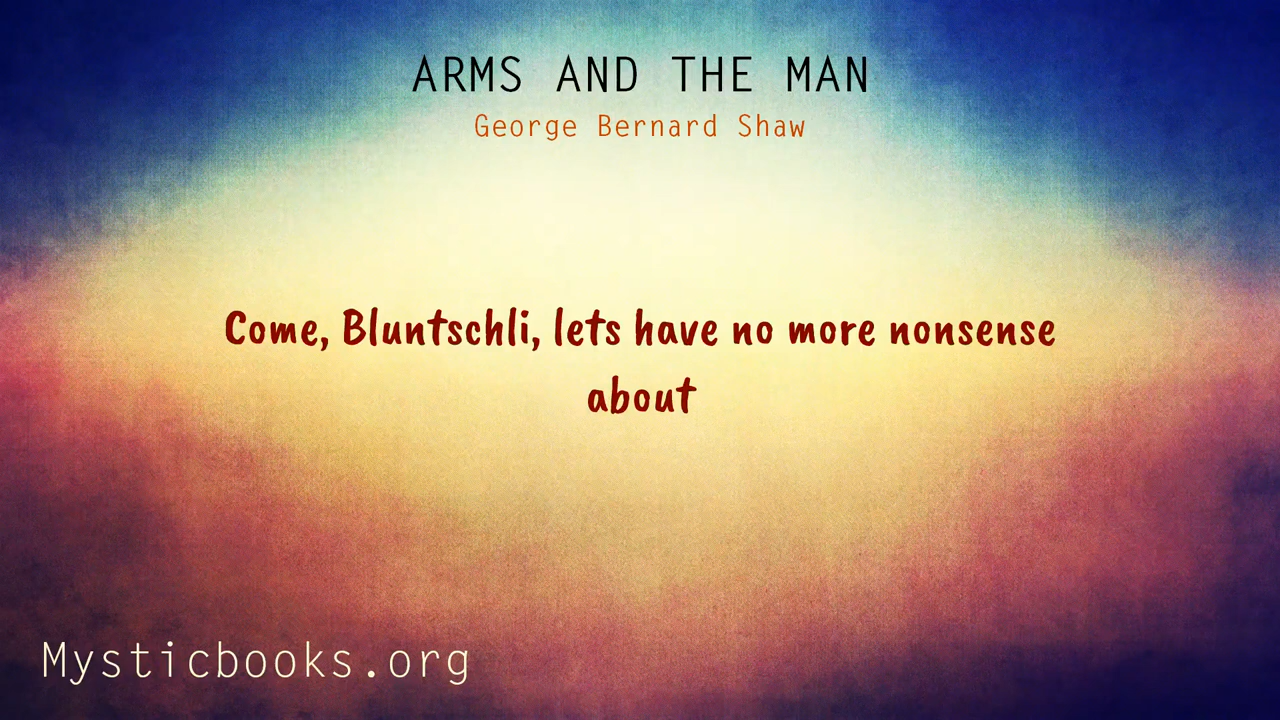 ARMS AND THE MAN
George Bernard Shaw
Come, Bluntschli, lets have no more nonsense
about
Mysticbooks.org